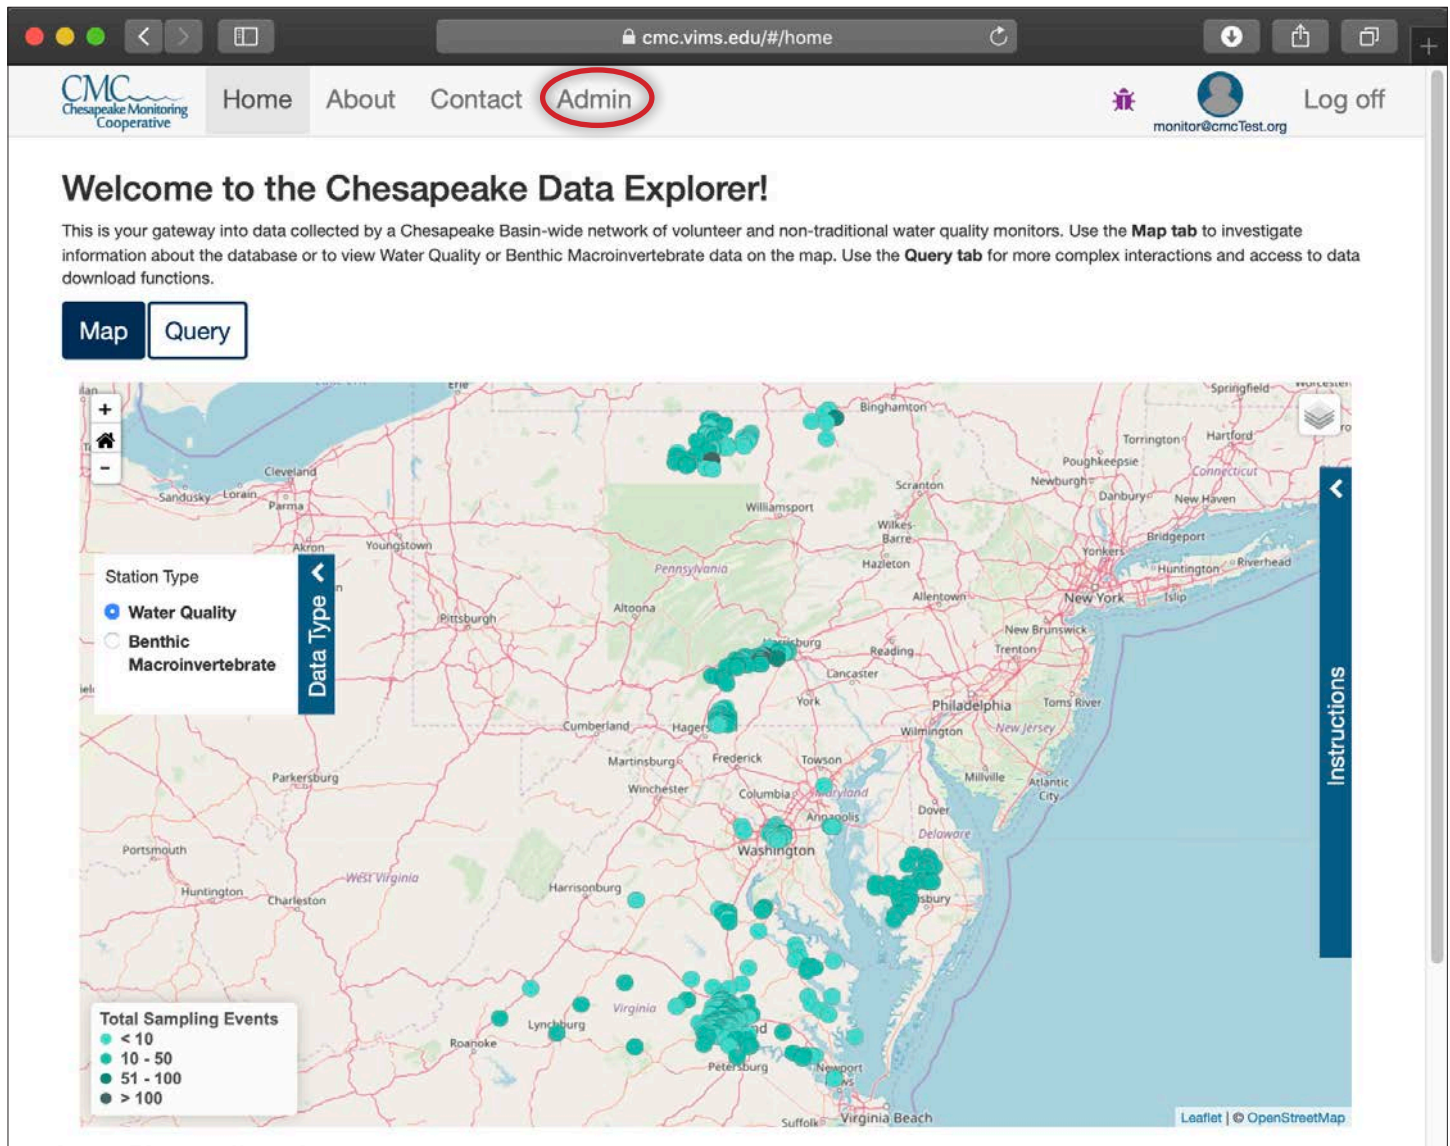 cmc.vims.edu/#/home
CMC
Chesapeake Monitoring
Cooperative
Home
About
Contact
Admin
monitor@cmcTest.org
Log off
Welcome to the Chesapeake Data Explorer!
This is your gateway into data collected by a Chesapeake Basin-wide network of volunteer and non-traditional water quality monitors. Use the Map tab to investigate
information about the database or to view Water Quality or Benthic Macroinvertebrate data on the map. Use the Query tab for more complex interactions and access to data
download functions.
Map
Query
+
-
Erie
Binghamton
Springfield
Worcester
Torrington
Hartford
Connecticut
Poughkeepsie
Newburgh
Danbury
New Haven
Cleveland
Sandusky
Lorain
Parma
Scranton
Williamsport
Wilkes-
Barre
Bridgeport
Akron
Youngstown
Yonkers
Pennsylvania
Hazleton
Huntington
Riverhead
Station Type
Water Quality
Benthic
Macroinvertebrate
Data Type
Altoona
Pittsburgh
Allentown
New York
Islip
New Brunswick
Reading
Trenton
Lancaster
York
Philadelphia
Toms River
Instructions
Cumberland
Wilmington
New Jersey
Martinsburg
Frederick
Towson
Parkersburg
Winchester
Columbia
Millville
Atlantic
City
Annapolis
Dover
Delaware
Portsmouth
Washington
West Virginia
Huntington
Charleston
Harrisonburg
Virginia
Lynchburg
Roanoke
Petersburg
Newport
Suffolk
Virginia Beach
Total Sampling Events
< 10
10 - 50
51 - 100
> 100
Leaflet | © OpenStreetMap